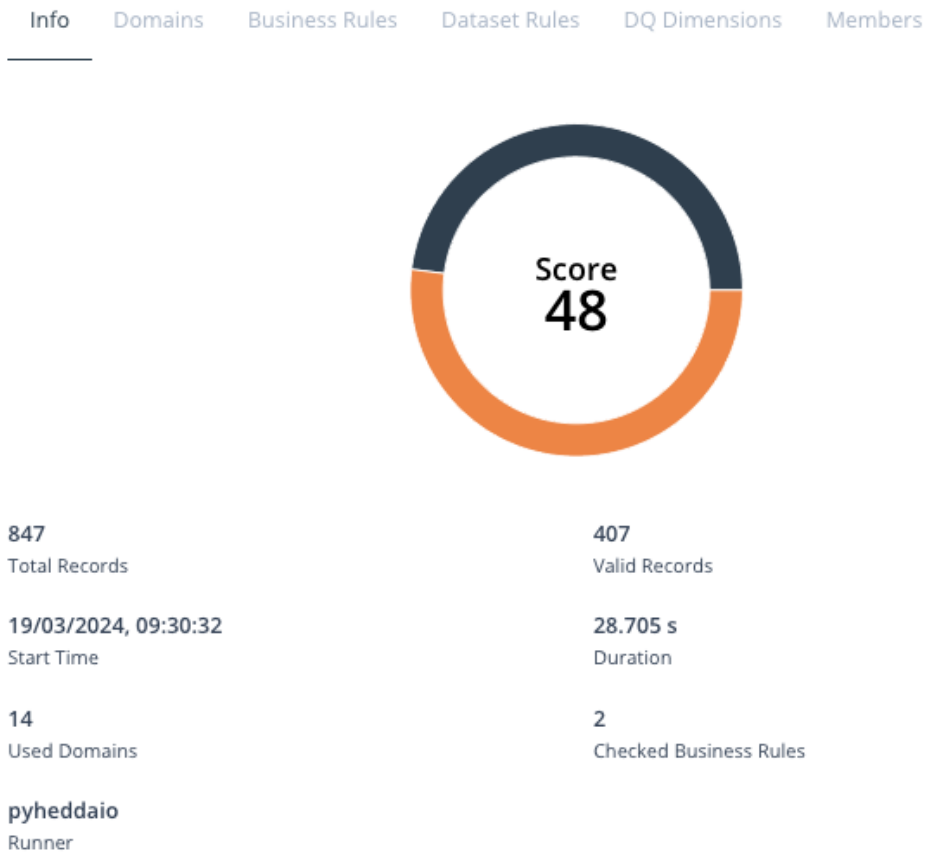 Info Domains Business Rules Dataset Rules DQ Dimensions Members
Score
48
847 407
Total Records Valid Records
19/03/2024, 09:30:32 28.705 s
Start Time Duration
14 2
Used Domains Checked Business Rules
pyheddaio
Runner